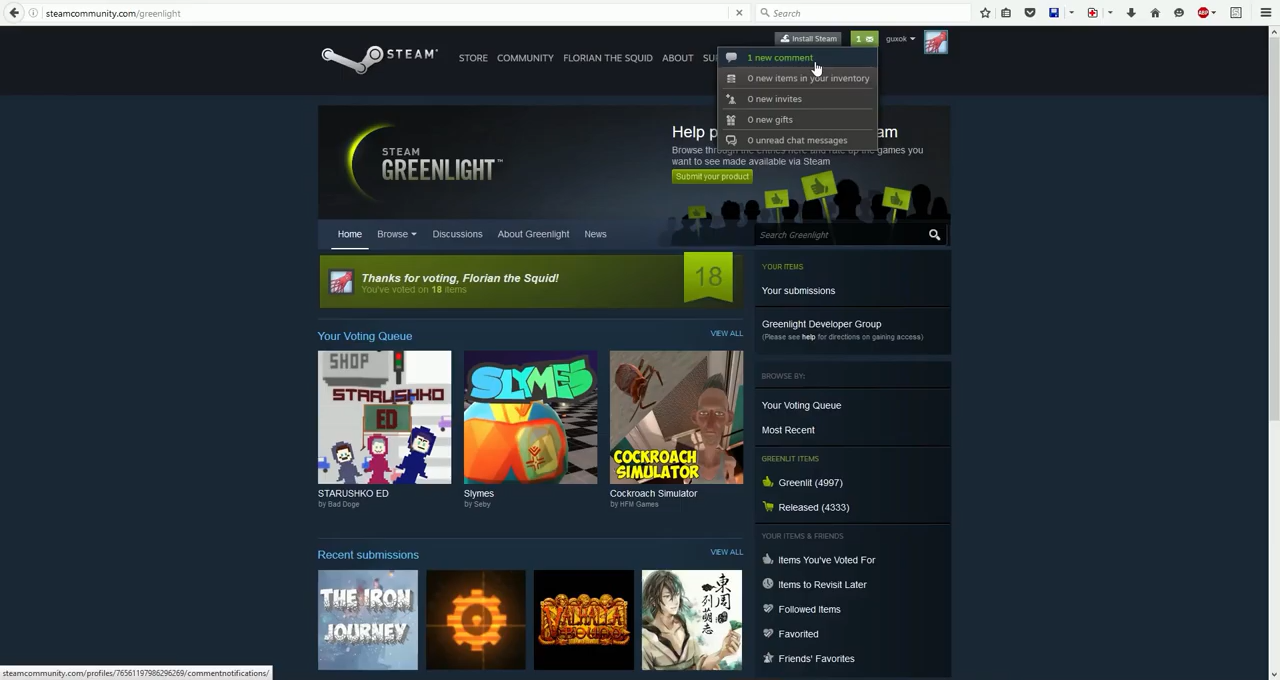 steamcommunity.com/greenlight
Search
STEAM
STORE
COMMUNITY
FLORIAN THE SQUID
ABOUT
SU
Install Steam
1
guxok
1 new comment
0 new items in your inventory
0 new invites
0 new gifts
0 unread chat messages
STEAM
GREENLIGHT™
Help p
am
Browse through the entries here and rate up the games you
want to see made available via Steam
Submit your product
Home
Browse
Discussions
About Greenlight
News
Search Greenlight
Thanks for voting, Florian the Squid!
You've voted on 18 items
18
Your Voting Queue
VIEW ALL
SHOP
STARUSHKO
ED
SLYMES
COCKROACH
SIMULATOR
STARUSHKO ED
by Bad Doge
Slymes
by Seby
Cockroach Simulator
by HFM Games
Recent submissions
VIEW ALL
THE IRON
JOURNEY
VALHALLA
東周
列萌志
YOUR ITEMS
Your submissions
Greenlight Developer Group
(Please see help for directions on gaining access)
BROWSE BY:
Your Voting Queue
Most Recent
GREENLIT ITEMS
Greenlit (4997)
Released (4333)
YOUR ITEMS & FRIENDS
Items You've Voted For
Items to Revisit Later
Followed Items
Favorited
Friends' Favorites
steamcommunity.com/profiles/76561197986296269/commentnotifications/